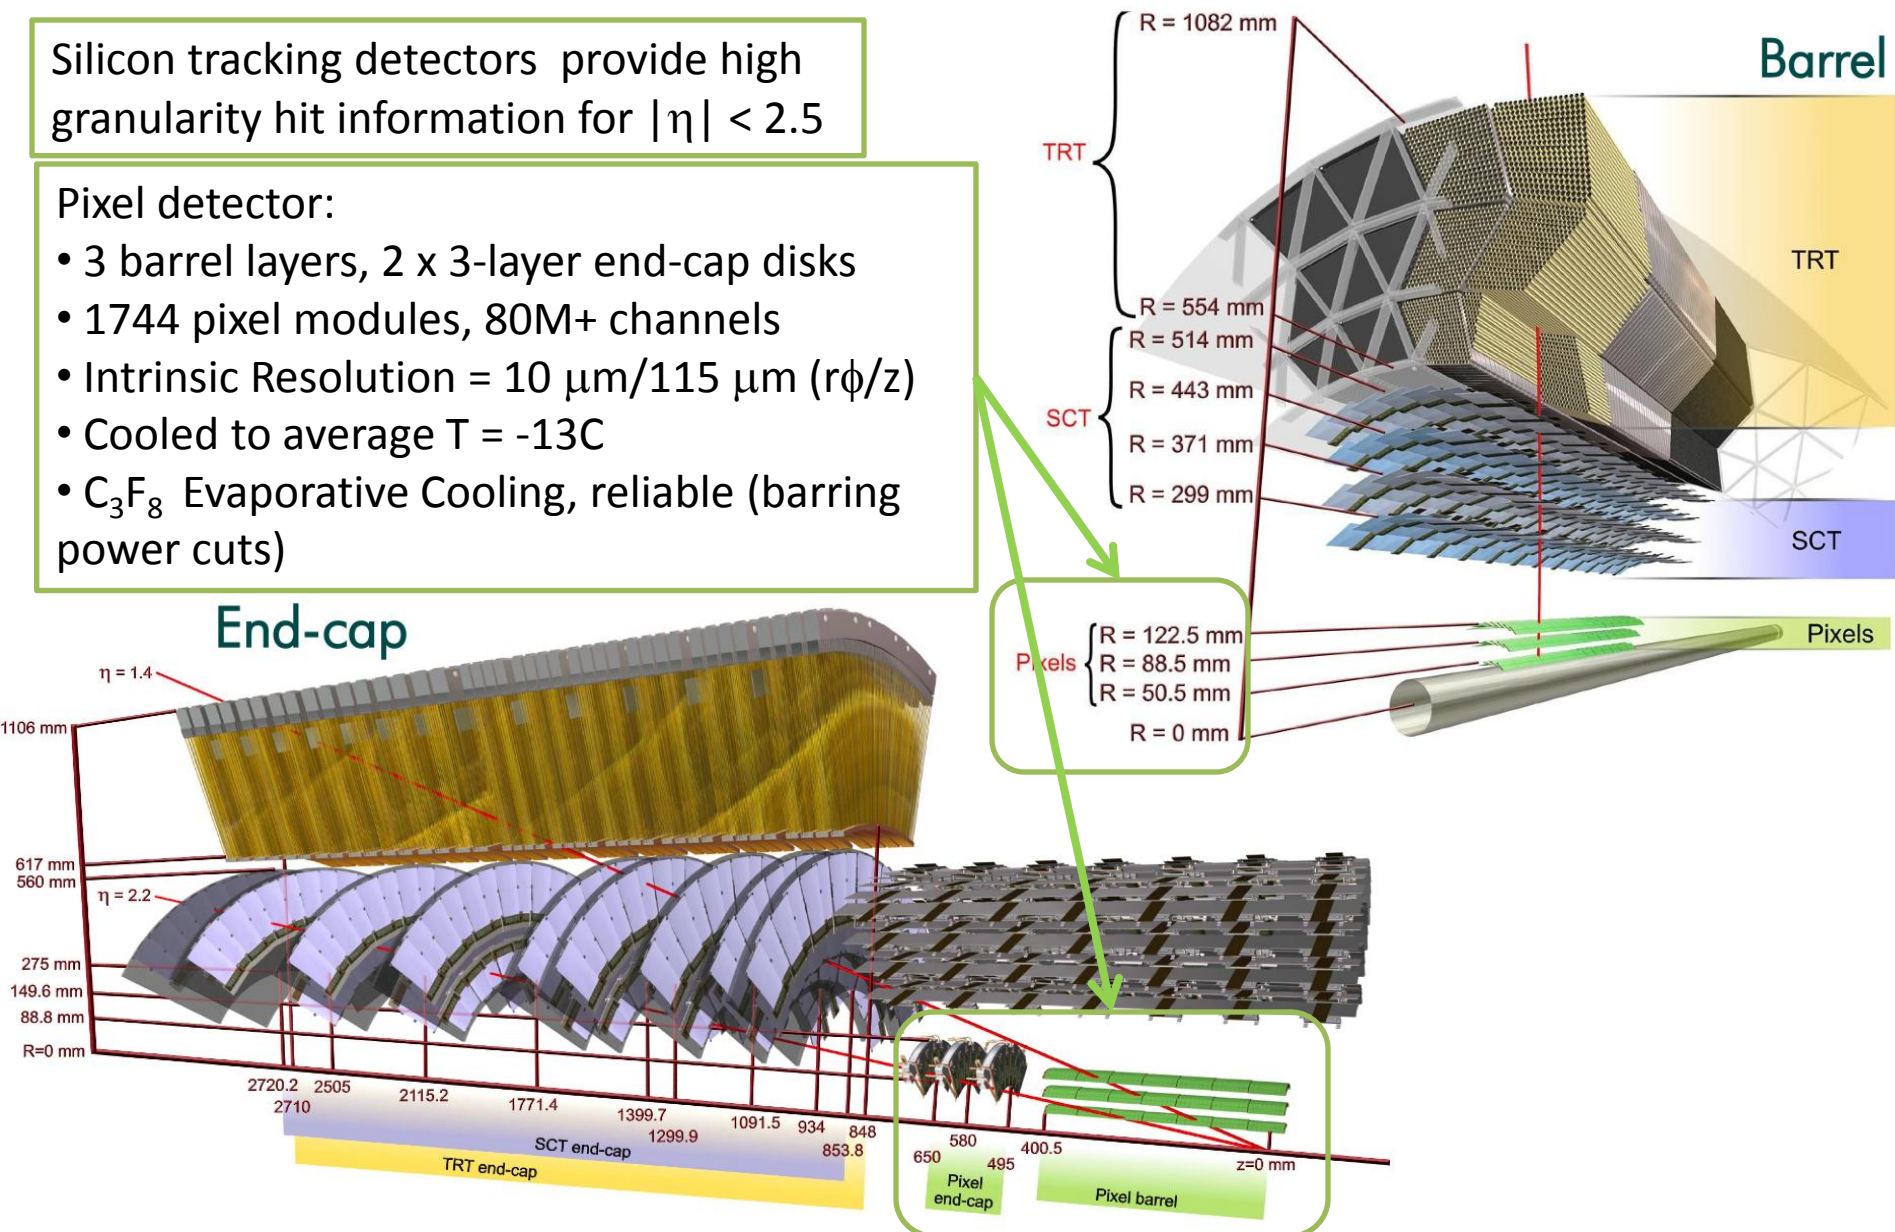 Silicon tracking detectors  provide high
granularity hit information for |η| < 2.5
Pixel detector:
• 3 barrel layers, 2 x 3-layer end-cap disks
• 1744 pixel modules, 80M+ channels
• Intrinsic Resolution = 10 μm/115 μm (rϕ/z)
• Cooled to average T = -13C
• C₃F₈  Evaporative Cooling, reliable (barring
power cuts)
Barrel
R = 1082 mm
TRT
TRT
R = 554 mm
R = 514 mm
R = 443 mm
SCT
R = 371 mm
R = 299 mm
SCT
Pixels
R = 122.5 mm
Pixels
R = 88.5 mm
R = 50.5 mm
R = 0 mm
End-cap
η = 1.4
1106 mm
617 mm
560 mm
η = 2.2
275 mm
149.6 mm
88.8 mm
R=0 mm
2720.2
2710
2505
2115.2
1771.4
1399.7
1299.9
1091.5
934
853.8
848
650
580
495
400.5
z=0 mm
SCT end-cap
TRT end-cap
Pixel
end-cap
Pixel barrel